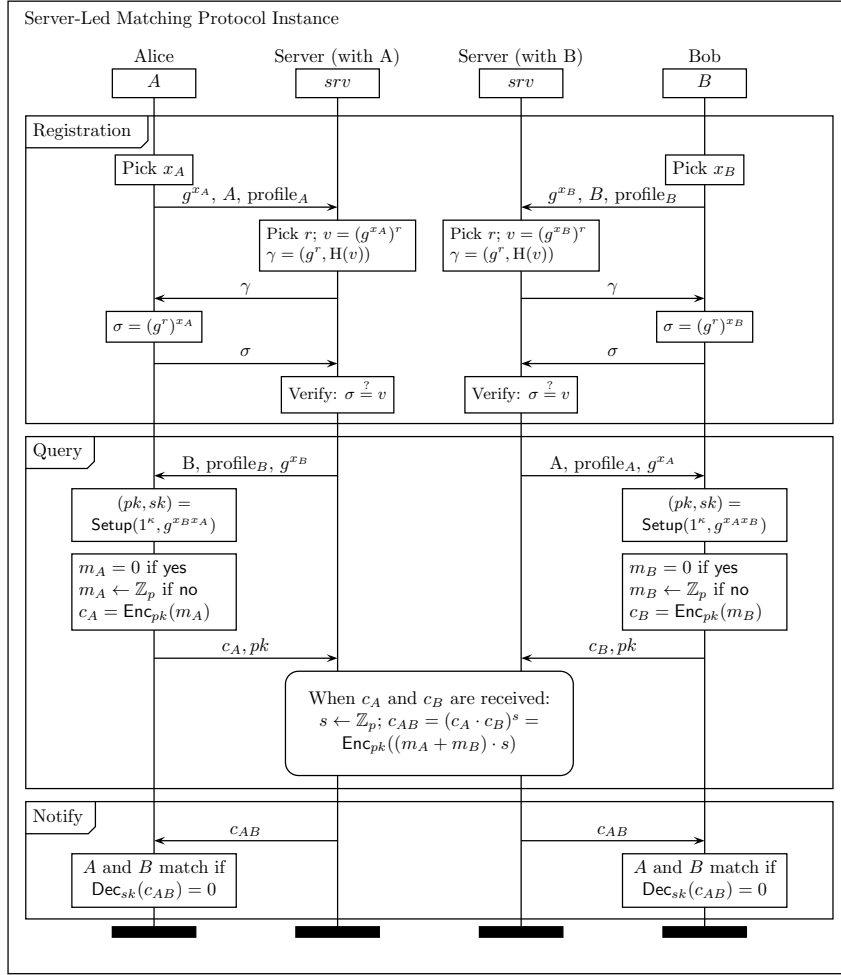 Server-Led Matching Protocol Instance
Alice Server (with A) Server (with B) Bob
A srv srv B
Registration
Pick x_A Pick x_B
g^{x_A}, A, profile_A g^{x_B}, B, profile_B
Pick r; v = (g^{x_A})^r Pick r; v = (g^{x_B})^r
γ = (g^r, H(v)) γ = (g^r, H(v))
γ γ
σ = (g^r)^{x_A} σ = (g^r)^{x_B}
σ σ
Verify: σ ≟ v Verify: σ ≟ v
Query
B, profile_B, g^{x_B} A, profile_A, g^{x_A}
(pk, sk) = (pk, sk) =
Setup(1^κ, g^{x_B x_A}) Setup(1^κ, g^{x_A x_B})
m_A = 0 if yes m_B = 0 if yes
m_A ← ℤ_p if no m_B ← ℤ_p if no
c_A = Enc_{pk}(m_A) c_B = Enc_{pk}(m_B)
c_A, pk c_B, pk
When c_A and c_B are received:
s ← ℤ_p; c_{AB} = (c_A · c_B)^s =
Enc_{pk}((m_A + m_B) · s)
Notify
c_{AB} c_{AB}
A and B match if A and B match if
Dec_{sk}(c_{AB}) = 0 Dec_{sk}(c_{AB}) = 0